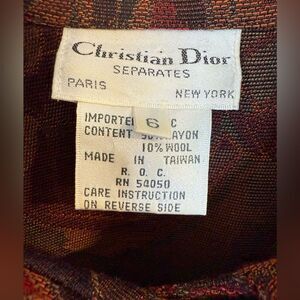 Christian Dior
SEPARATES
PARIS NEW YORK
6
C
CONTENT
10% WOOL
MADE IN TAIWAN
R. O. C.
RN 54050
CARE INSTRUCTION
ON REVERSE SIDE